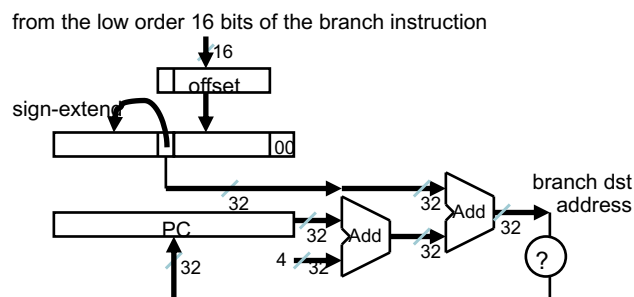 from the low order 16 bits of the branch instruction
16
offset
sign-extend
00
branch dst
address
32
32
Add
32
PC
32
Add
32
?
32
4
32